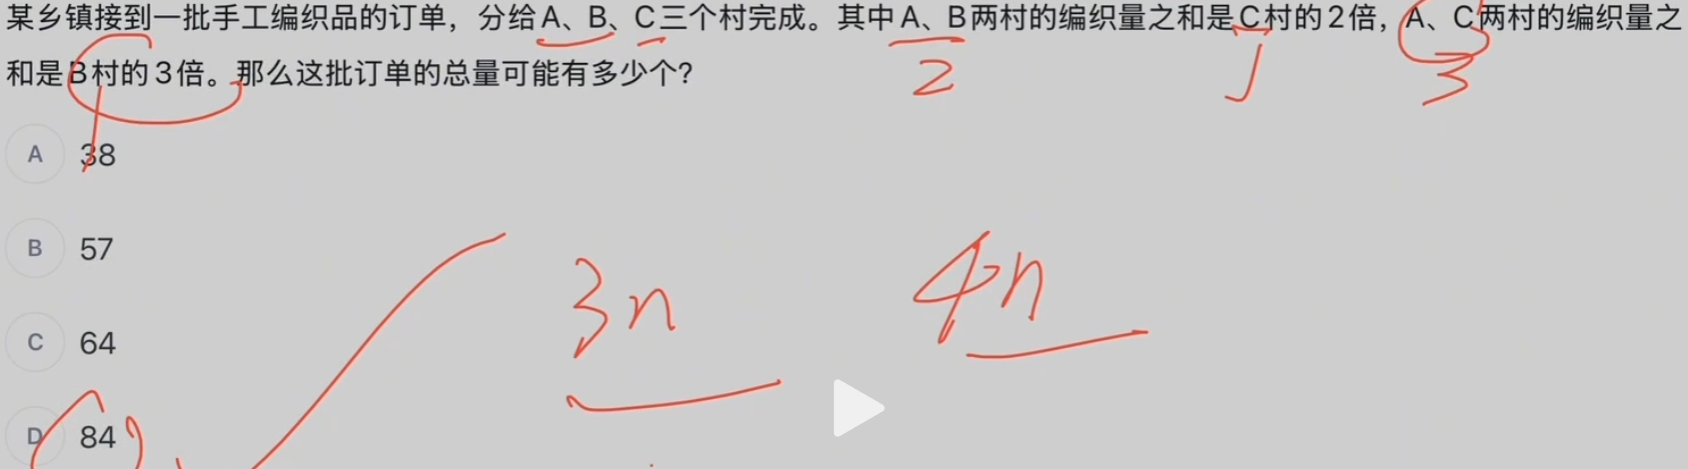 某乡镇接到一批手工编织品的订单，分给A、B、C三个村完成。其中A、B两村的编织量之和是C村的2倍，A、C两村的编织量之
和是B村的3倍。那么这批订单的总量可能有多少个？
2
1
3
A 38
B 57
3n
4n
C 64
D 84